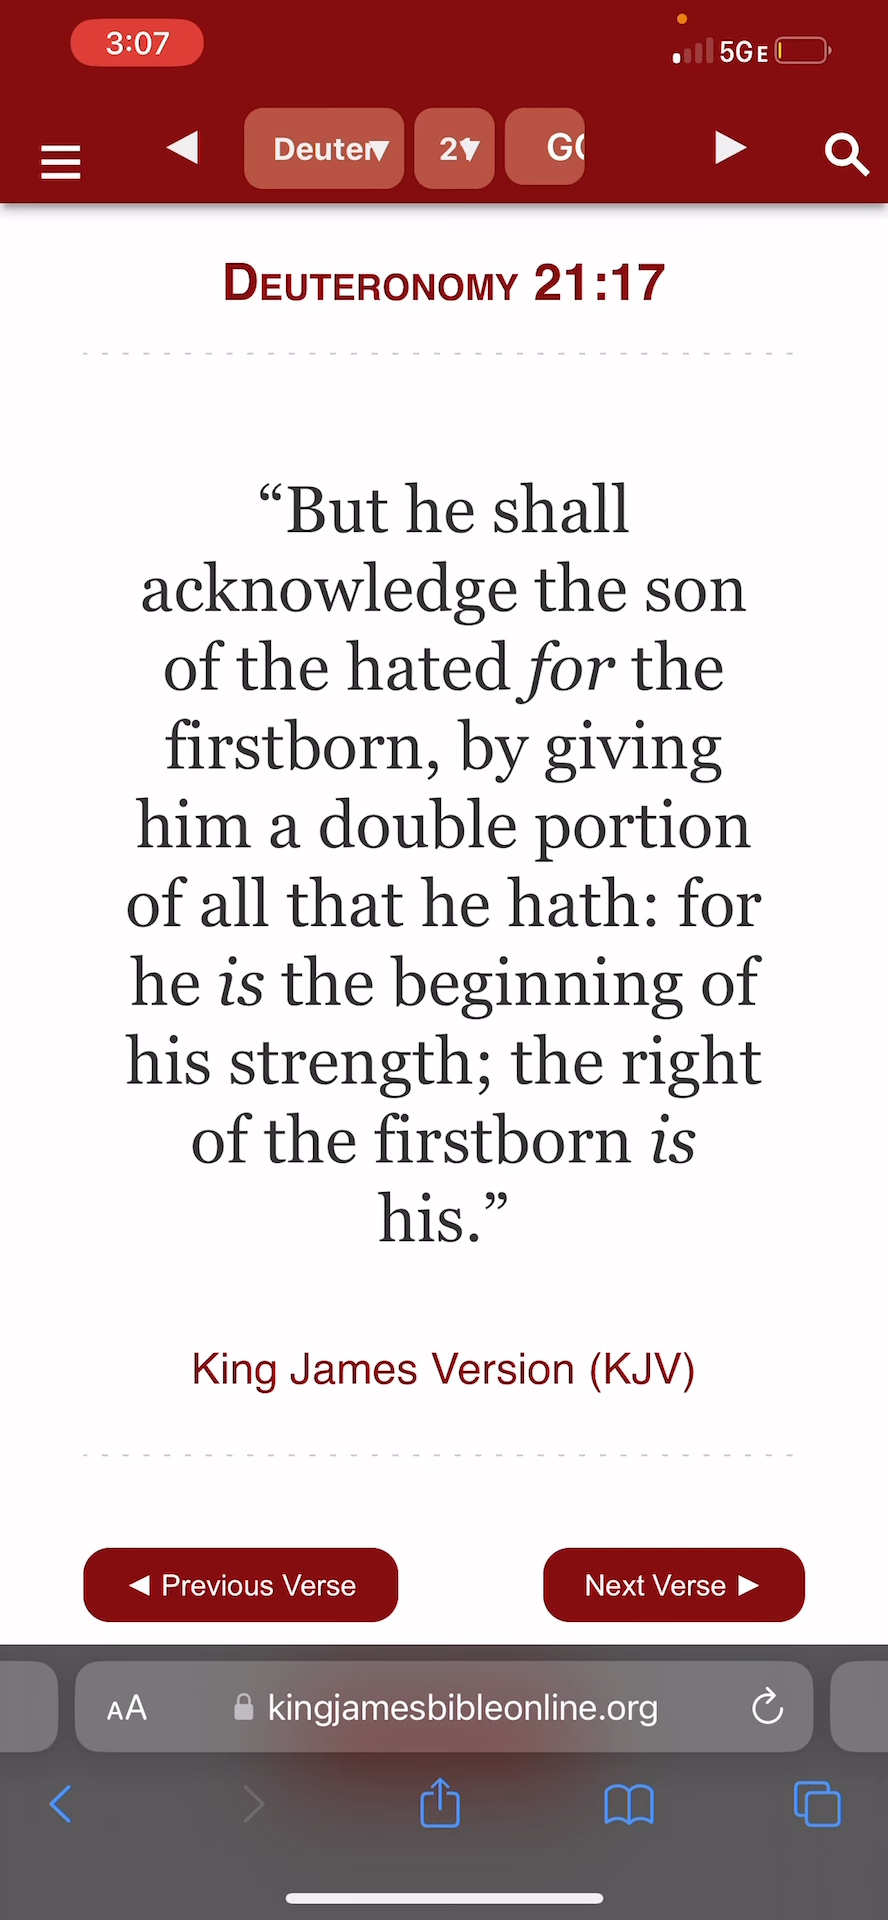 3:07
5GE
Deuter
2
GO
DEUTERONOMY 21:17
“But he shall
acknowledge the son
of the hated for the
firstborn, by giving
him a double portion
of all that he hath: for
he is the beginning of
his strength; the right
of the firstborn is
his.”
King James Version (KJV)
◀ Previous Verse
Next Verse ▶
AA
kingjamesbibleonline.org